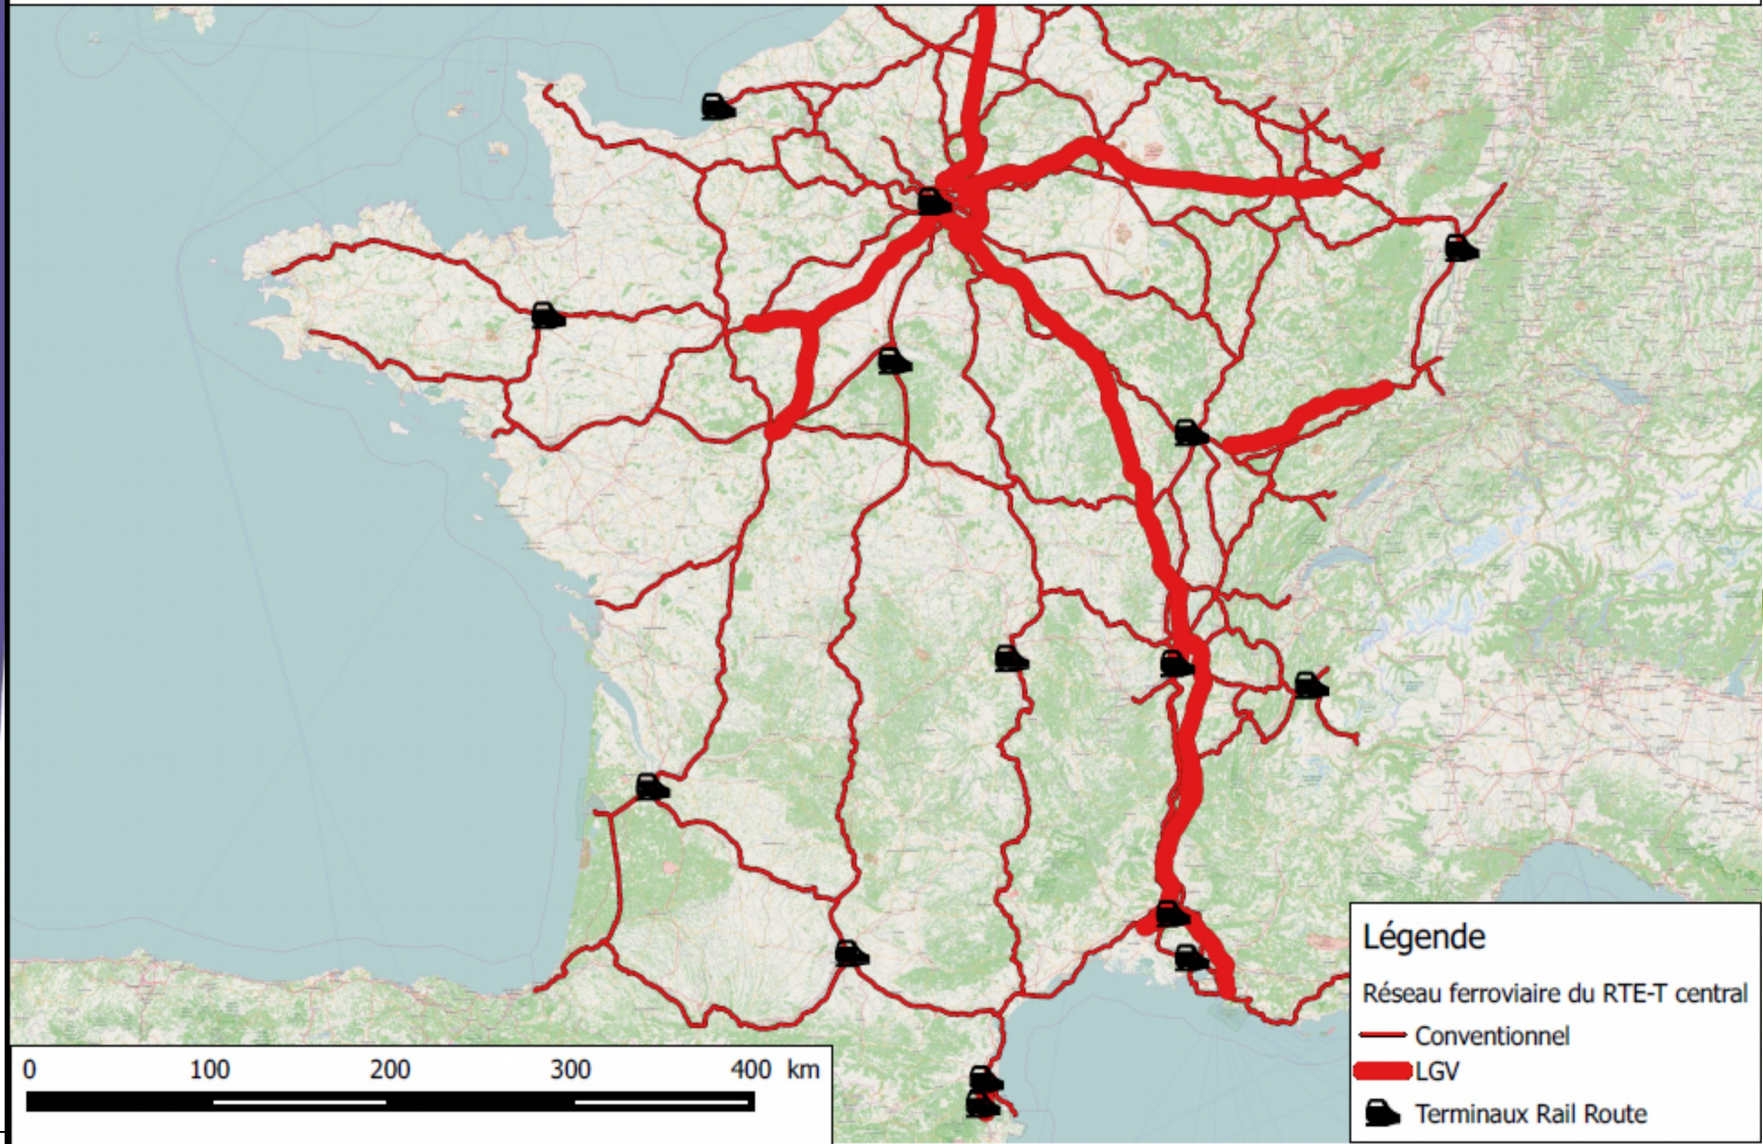 Légende
Réseau ferroviaire du RTE-T central
Conventionnel
LGV
Terminaux Rail Route
0 100 200 300 400 km